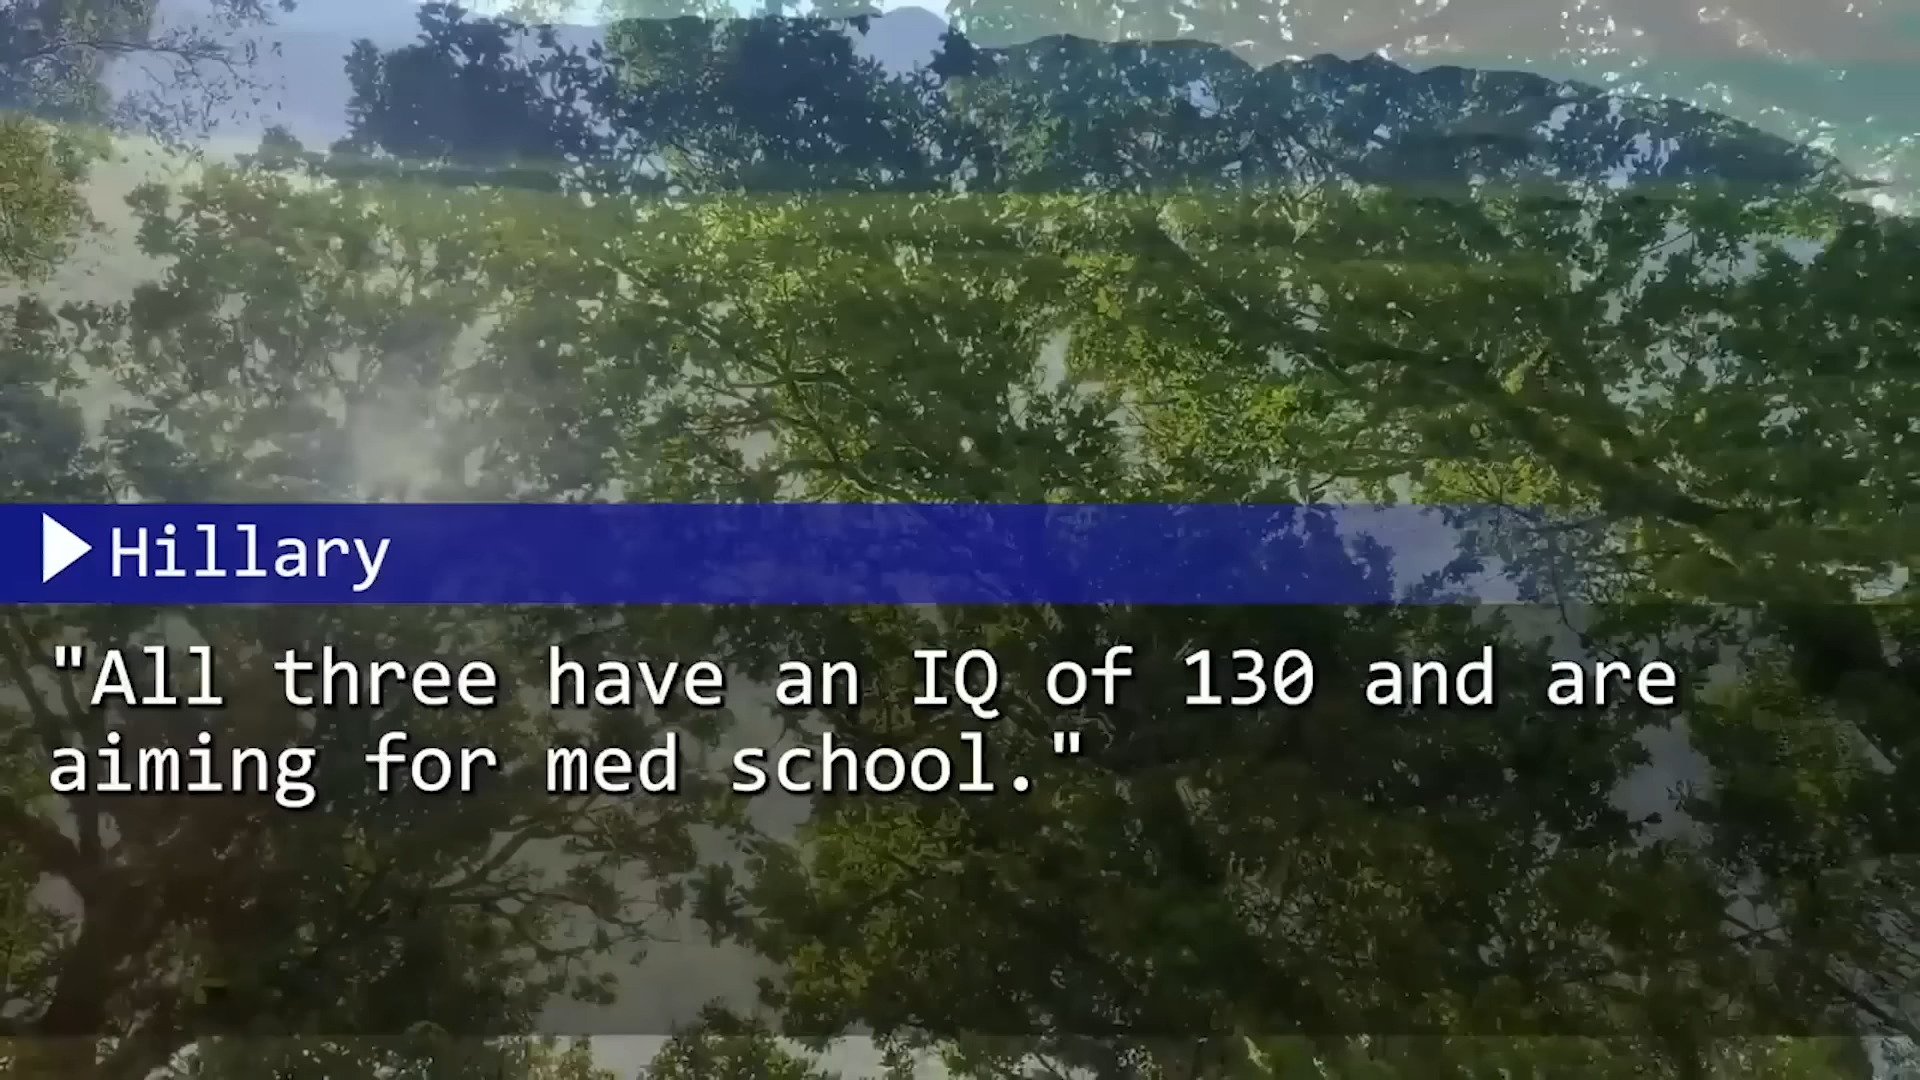 Hillary
"All three have an IQ of 130 and are
aiming for med school."